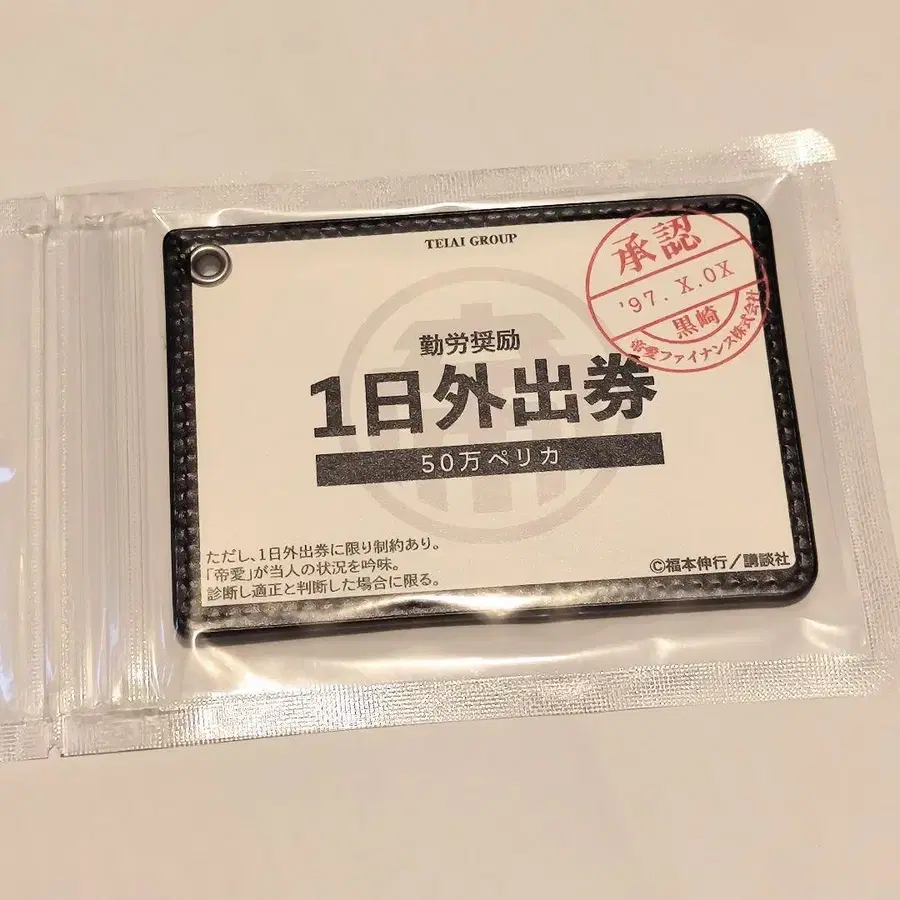 TEIAI GROUP
承認
'97. X.0X
黒崎
帝愛ファイナンス株式会社
勤労奨励
1日外出券
50万ペリカ
帝
ただし、1日外出券に限り制約あり。
「帝愛」が当人の状況を吟味。
診断し適正と判断した場合に限る。
©福本伸行/講談社